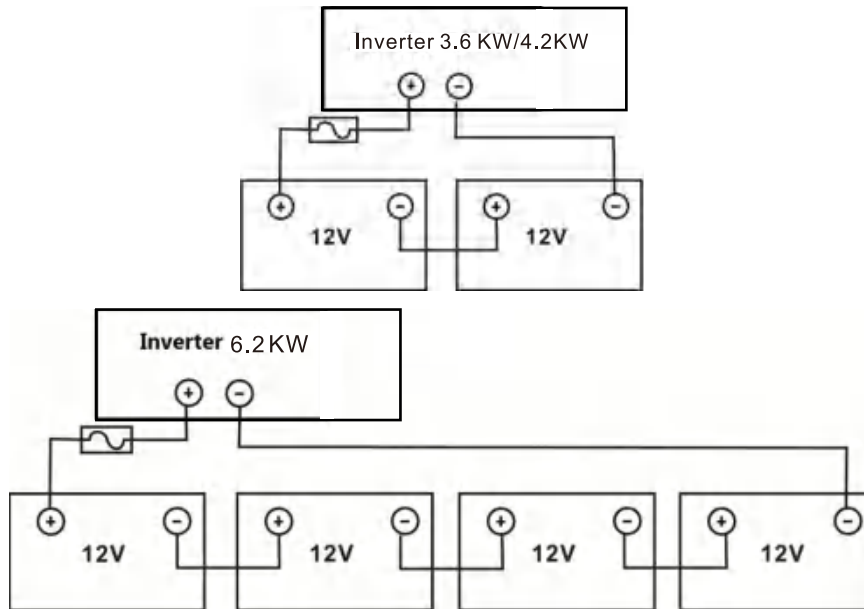 Inverter 3.6 KW/4.2KW
+ −
+ − + −
12V 12V
Inverter 6.2 KW
+ −
+ − + − + − + −
12V 12V 12V 12V